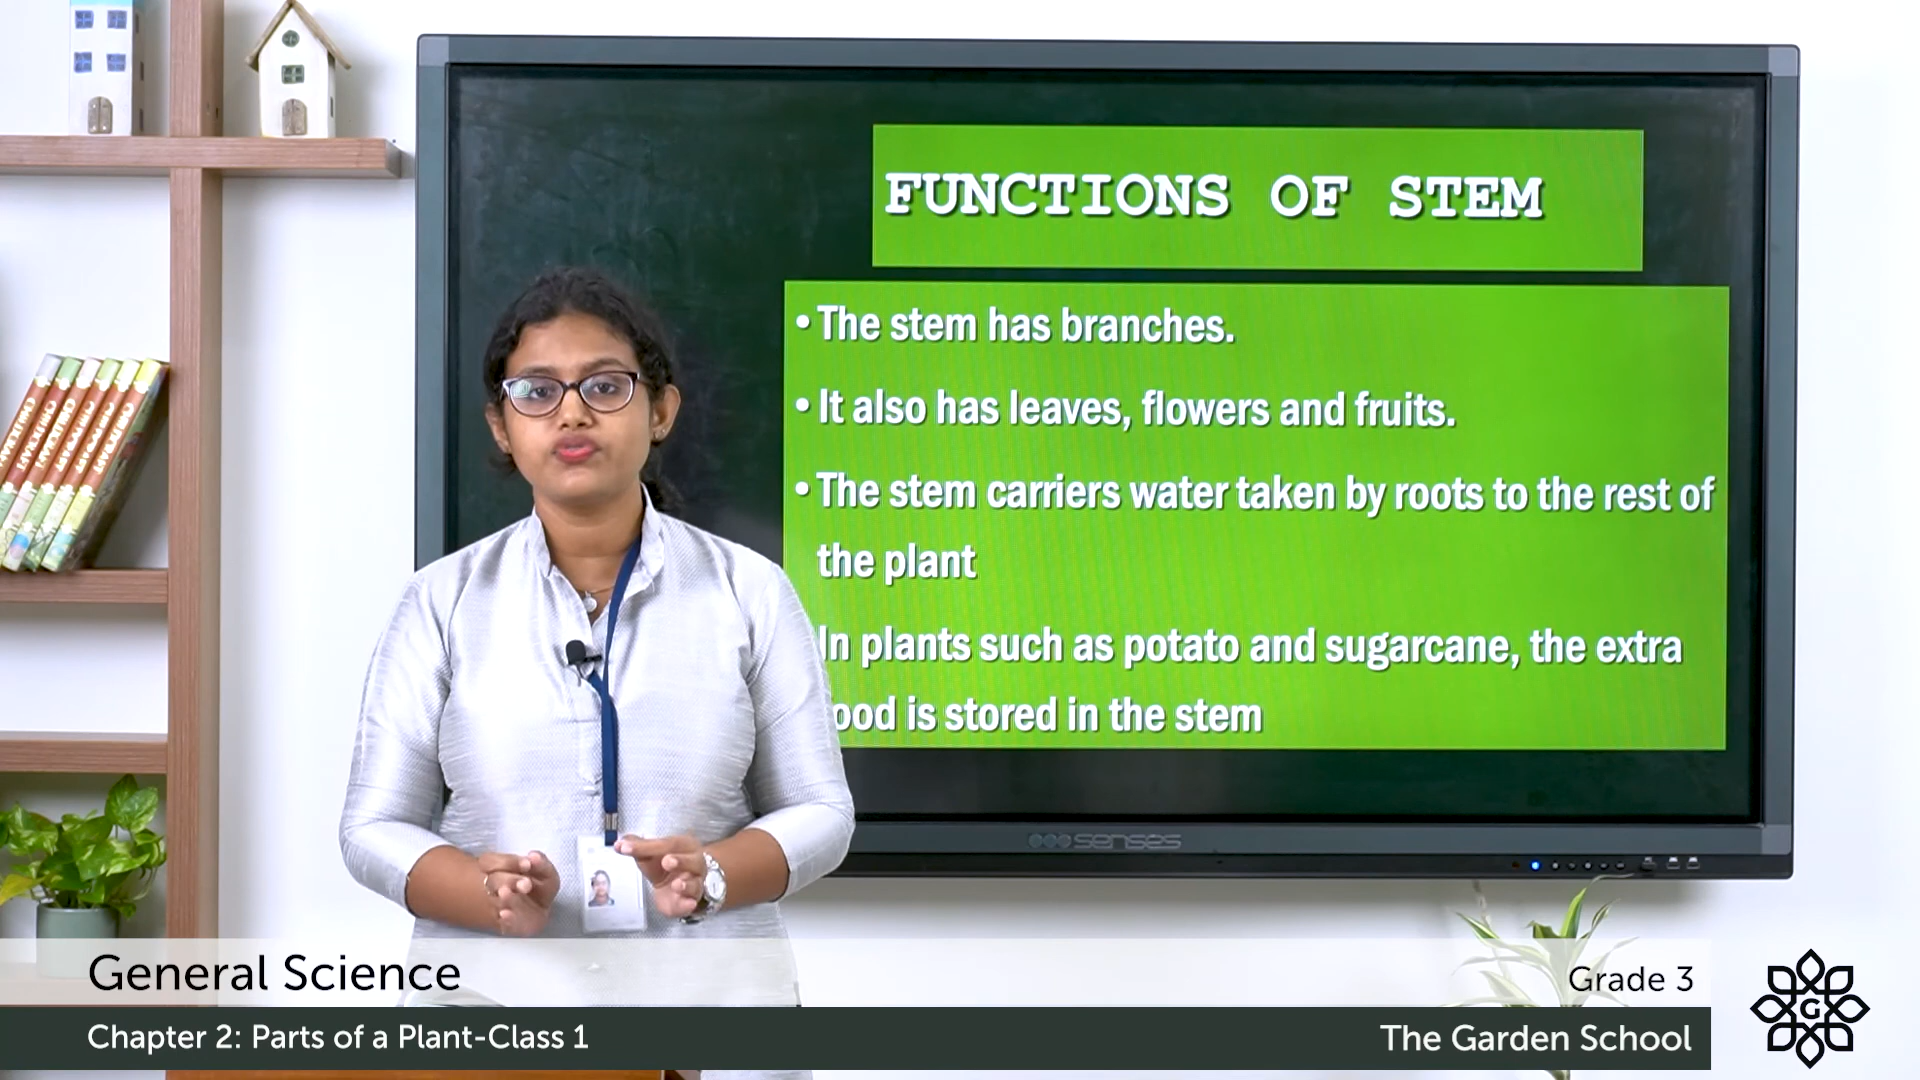 FUNCTIONS OF STEM
• The stem has branches.
• It also has leaves, flowers and fruits.
• The stem carriers water taken by roots to the rest of
the plant
In plants such as potato and sugarcane, the extra
ood is stored in the stem
senses
General Science
Grade 3
Chapter 2: Parts of a Plant-Class 1
The Garden School
G